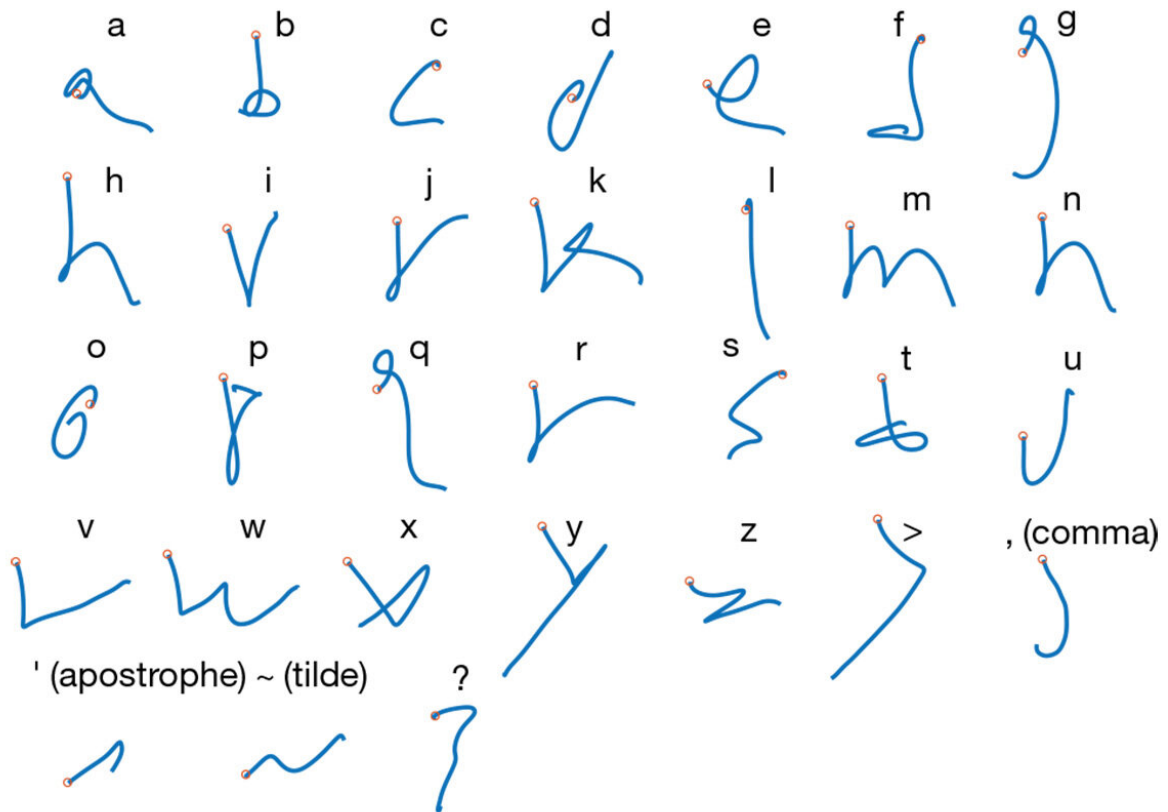 a b c d e f g
h i j k l m n
o p q r s t u
v w x y z > , (comma)
' (apostrophe) ~ (tilde) ?